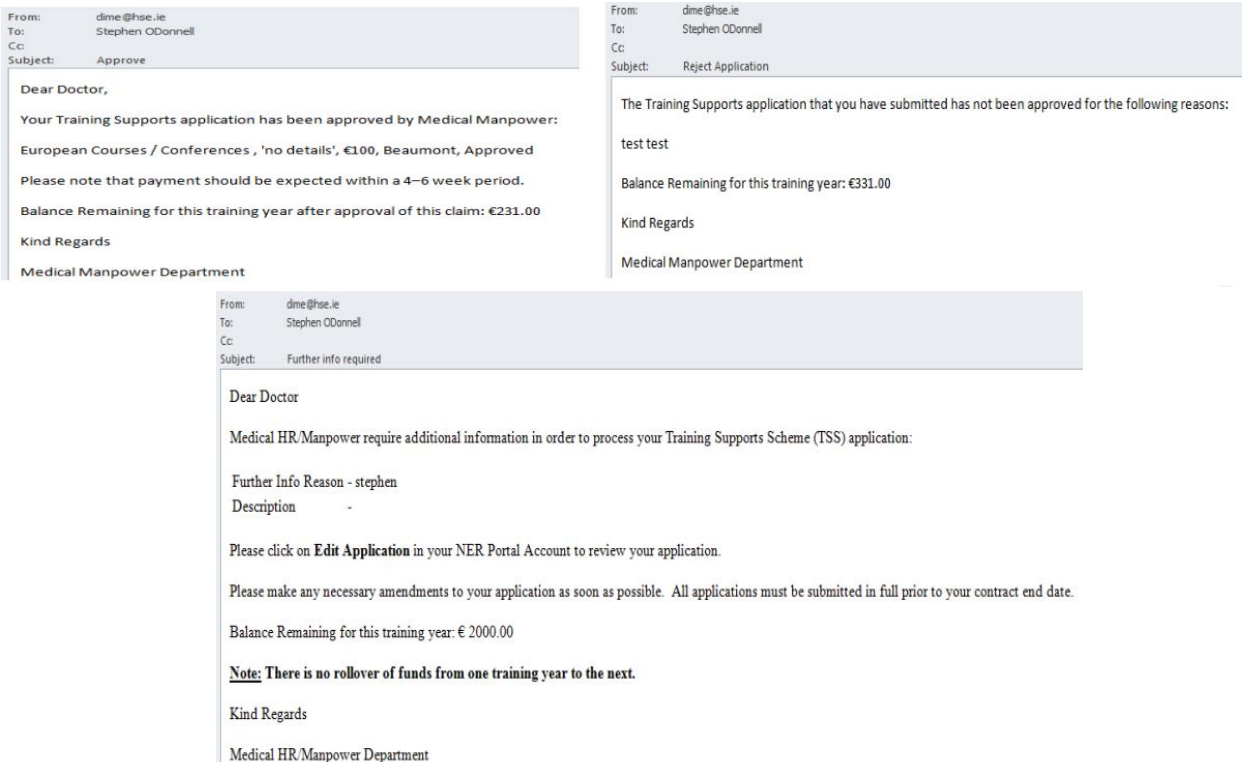 From: dime@hse.ie
To: Stephen ODonnell
Cc:
Subject: Approve
Dear Doctor,
Your Training Supports application has been approved by Medical Manpower:
European Courses / Conferences , 'no details', €100, Beaumont, Approved
Please note that payment should be expected within a 4–6 week period.
Balance Remaining for this training year after approval of this claim: €231.00
Kind Regards
Medical Manpower Department
From: dime@hse.ie
To: Stephen ODonnell
Cc:
Subject: Reject Application
The Training Supports application that you have submitted has not been approved for the following reasons:
test test
Balance Remaining for this training year: €331.00
Kind Regards
Medical Manpower Department
From: dime@hse.ie
To: Stephen ODonnell
Cc:
Subject: Further info required
Dear Doctor
Medical HR/Manpower require additional information in order to process your Training Supports Scheme (TSS) application:
Further Info Reason - stephen
Description -
Please click on Edit Application in your NER Portal Account to review your application.
Please make any necessary amendments to your application as soon as possible. All applications must be submitted in full prior to your contract end date.
Balance Remaining for this training year: € 2000.00
Note: There is no rollover of funds from one training year to the next.
Kind Regards
Medical HR/Manpower Department